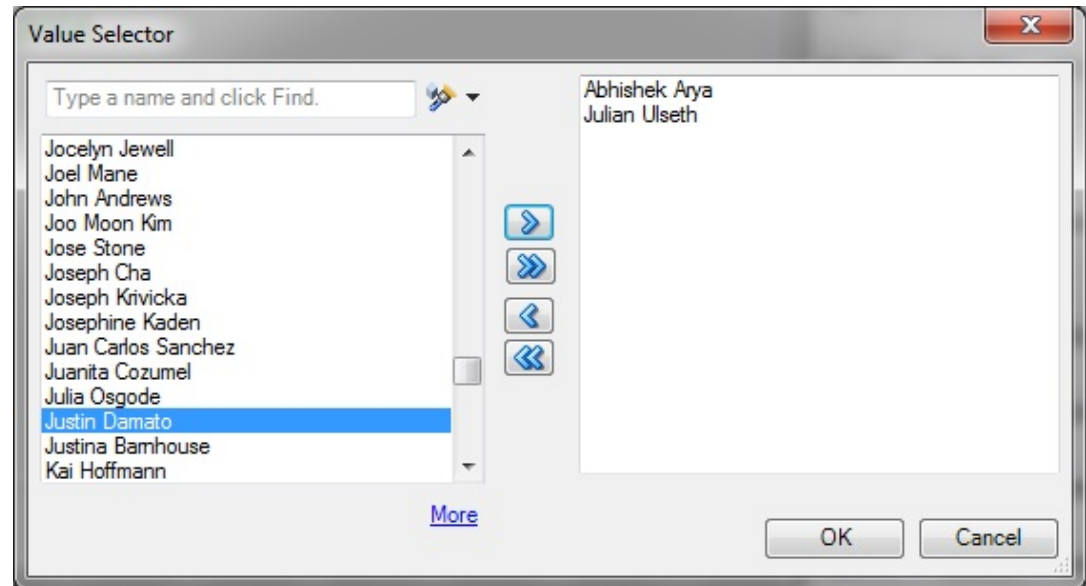 Value Selector
Type a name and click Find.
Jocelyn Jewell
Joel Mane
John Andrews
Joo Moon Kim
Jose Stone
Joseph Cha
Joseph Krivicka
Josephine Kaden
Juan Carlos Sanchez
Juanita Cozumel
Julia Osgode
Justin Damato
Justina Barnhouse
Kai Hoffmann
More
Abhishek Arya
Julian Ulseth
OK
Cancel